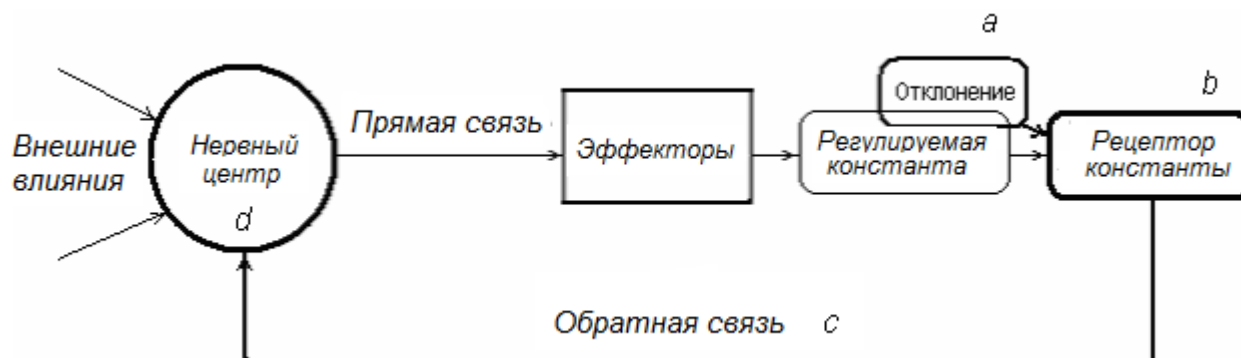 a
Отклонение
b
Внешние
влияния
Нервный
центр
d
Прямая связь
Эффекторы
Регулируемая
константа
Рецептор
константы
Обратная связь c